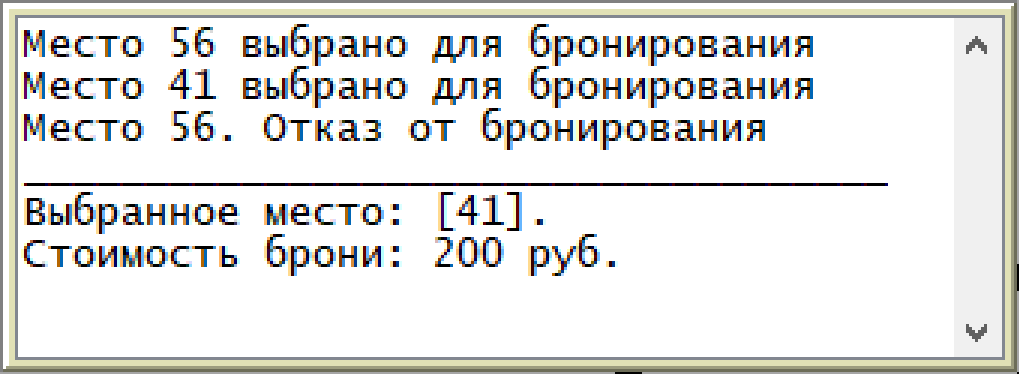 Место 56 выбрано для бронирования
Место 41 выбрано для бронирования
Место 56. Отказ от бронирования
____________________________________
Выбранное место: [41].
Стоимость брони: 200 руб.